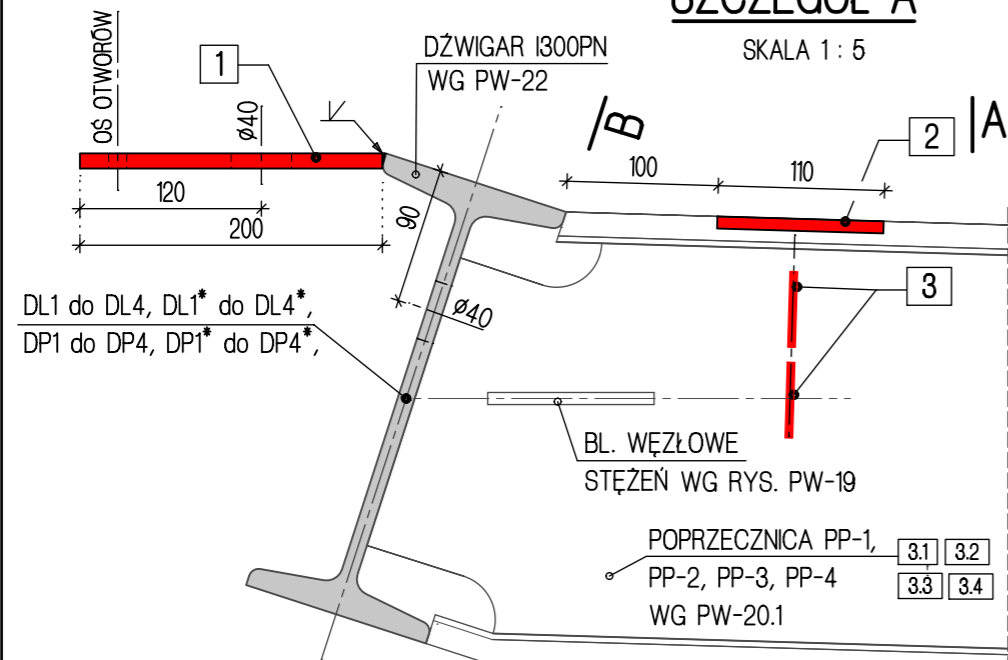 SZCZEGÓŁ A
SKALA 1 : 5
OŚ OTWORÓW
1
ø40
DŹWIGAR I300PN
WG PW-22
B
A
2
100
110
120
200
90
ø40
3
DL1 do DL4, DL1* do DL4*,
DP1 do DP4, DP1* do DP4*,
BL. WĘZŁOWE
STĘŻEŃ WG RYS. PW-19
POPRZECZNICA PP-1,
PP-2, PP-3, PP-4
WG PW-20.1
3.1 3.2
3.3 3.4